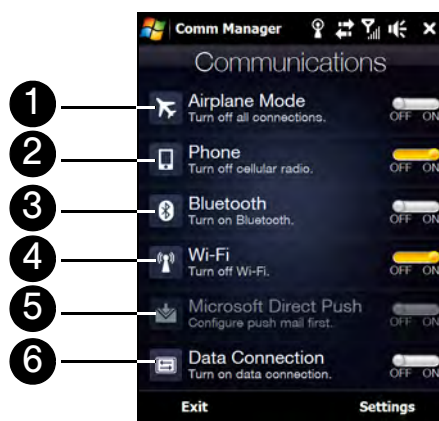 Comm Manager
Communications
1 Airplane Mode
Turn off all connections.
OFF ON
2 Phone
Turn off cellular radio.
OFF ON
3 Bluetooth
Turn on Bluetooth.
OFF ON
4 Wi-Fi
Turn off Wi-Fi.
OFF ON
5 Microsoft Direct Push
Configure push mail first.
OFF ON
6 Data Connection
Turn on data connection.
OFF ON
Exit Settings